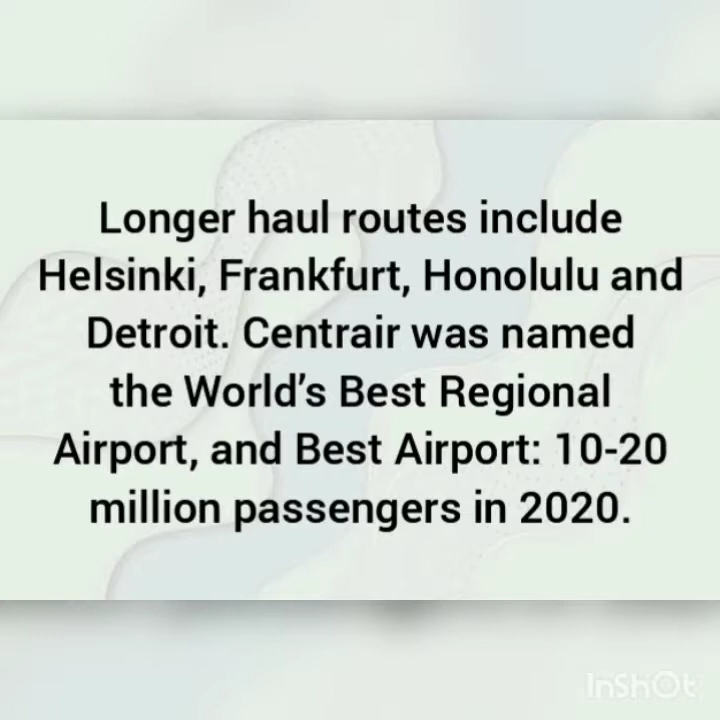 Longer haul routes include
Helsinki, Frankfurt, Honolulu and
Detroit. Centrair was named
the World's Best Regional
Airport, and Best Airport: 10-20
million passengers in 2020.
InShOt